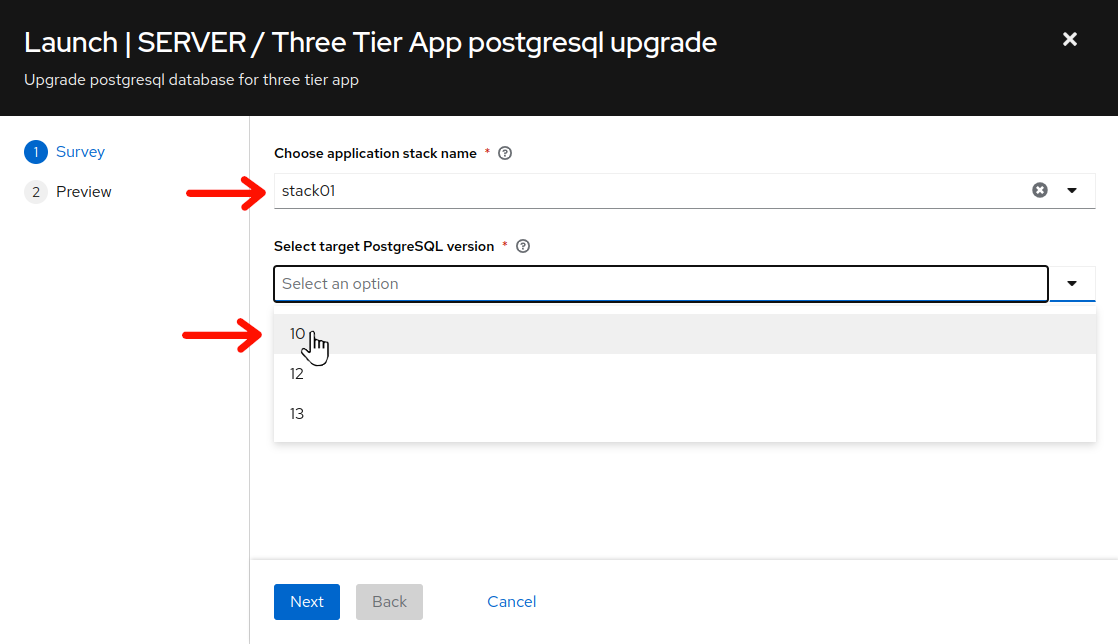 Launch | SERVER / Three Tier App postgresql upgrade
Upgrade postgresql database for three tier app
1 Survey
2 Preview
Choose application stack name *
stack01
Select target PostgreSQL version *
Select an option
10
12
13
Next Back Cancel